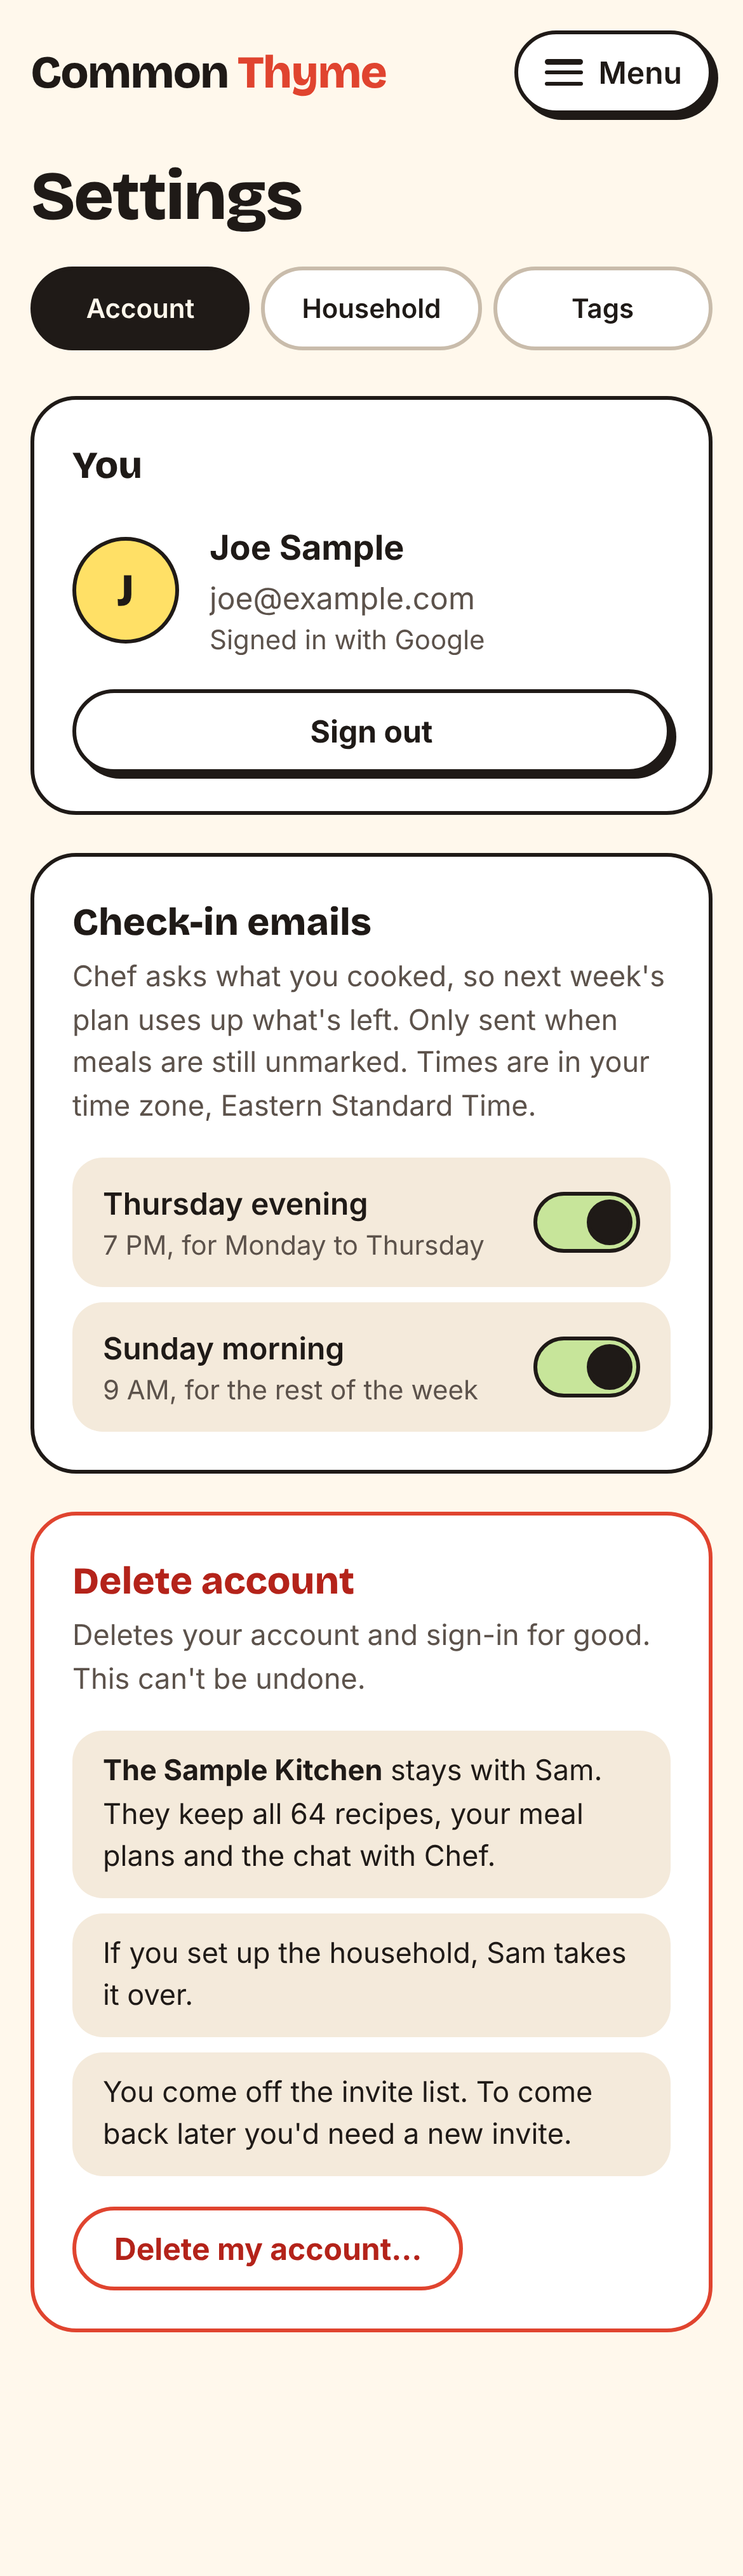 Common Thyme
Menu
Settings
Account
Household
Tags
You
J
Joe Sample
joe@example.com
Signed in with Google
Sign out
Check-in emails
Chef asks what you cooked, so next week's
plan uses up what's left. Only sent when
meals are still unmarked. Times are in your
time zone, Eastern Standard Time.
Thursday evening
7 PM, for Monday to Thursday
Sunday morning
9 AM, for the rest of the week
Delete account
Deletes your account and sign-in for good.
This can't be undone.
The Sample Kitchen stays with Sam.
They keep all 64 recipes, your meal
plans and the chat with Chef.
If you set up the household, Sam takes
it over.
You come off the invite list. To come
back later you'd need a new invite.
Delete my account...